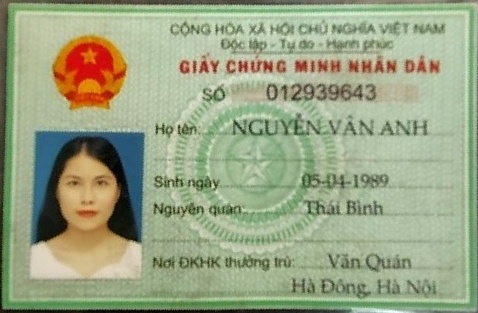 CỘNG HÒA XÃ HỘI CHỦ NGHĨA VIỆT NAM
Độc lập - Tự do - Hạnh phúc
GIẤY CHỨNG MINH NHÂN DÂN
SỐ 012939643
Họ tên: NGUYỄN VÂN ANH
Sinh ngày 05-04-1989
Nguyên quán: Thái Bình
Nơi ĐKHK thường trú: Văn Quán
Hà Đông, Hà Nội